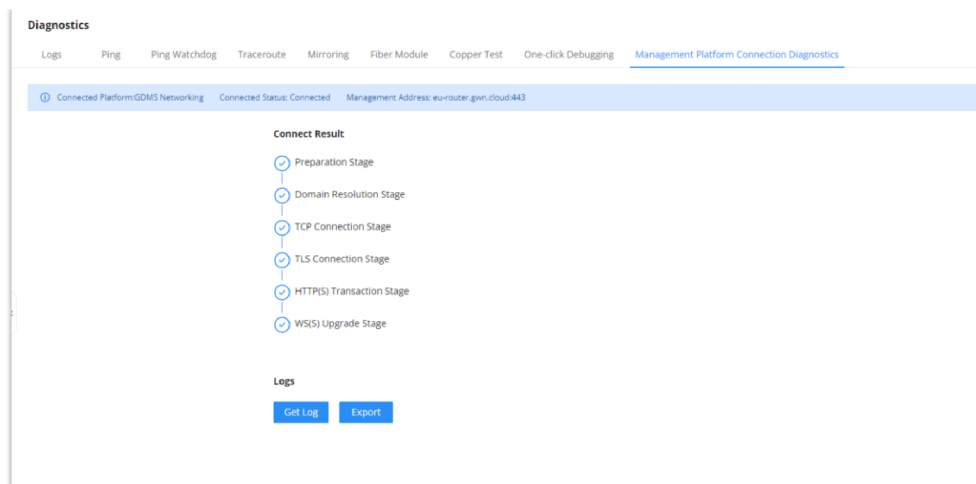 Diagnostics
Logs Ping Ping Watchdog Traceroute Mirroring Fiber Module Copper Test One-click Debugging Management Platform Connection Diagnostics
Connected Platform:GDMS Networking Connected Status: Connected Management Address: eu-router.gwn.cloud:443
Connect Result
Preparation Stage
Domain Resolution Stage
TCP Connection Stage
TLS Connection Stage
HTTP(S) Transaction Stage
WS(S) Upgrade Stage
Logs
Get Log Export